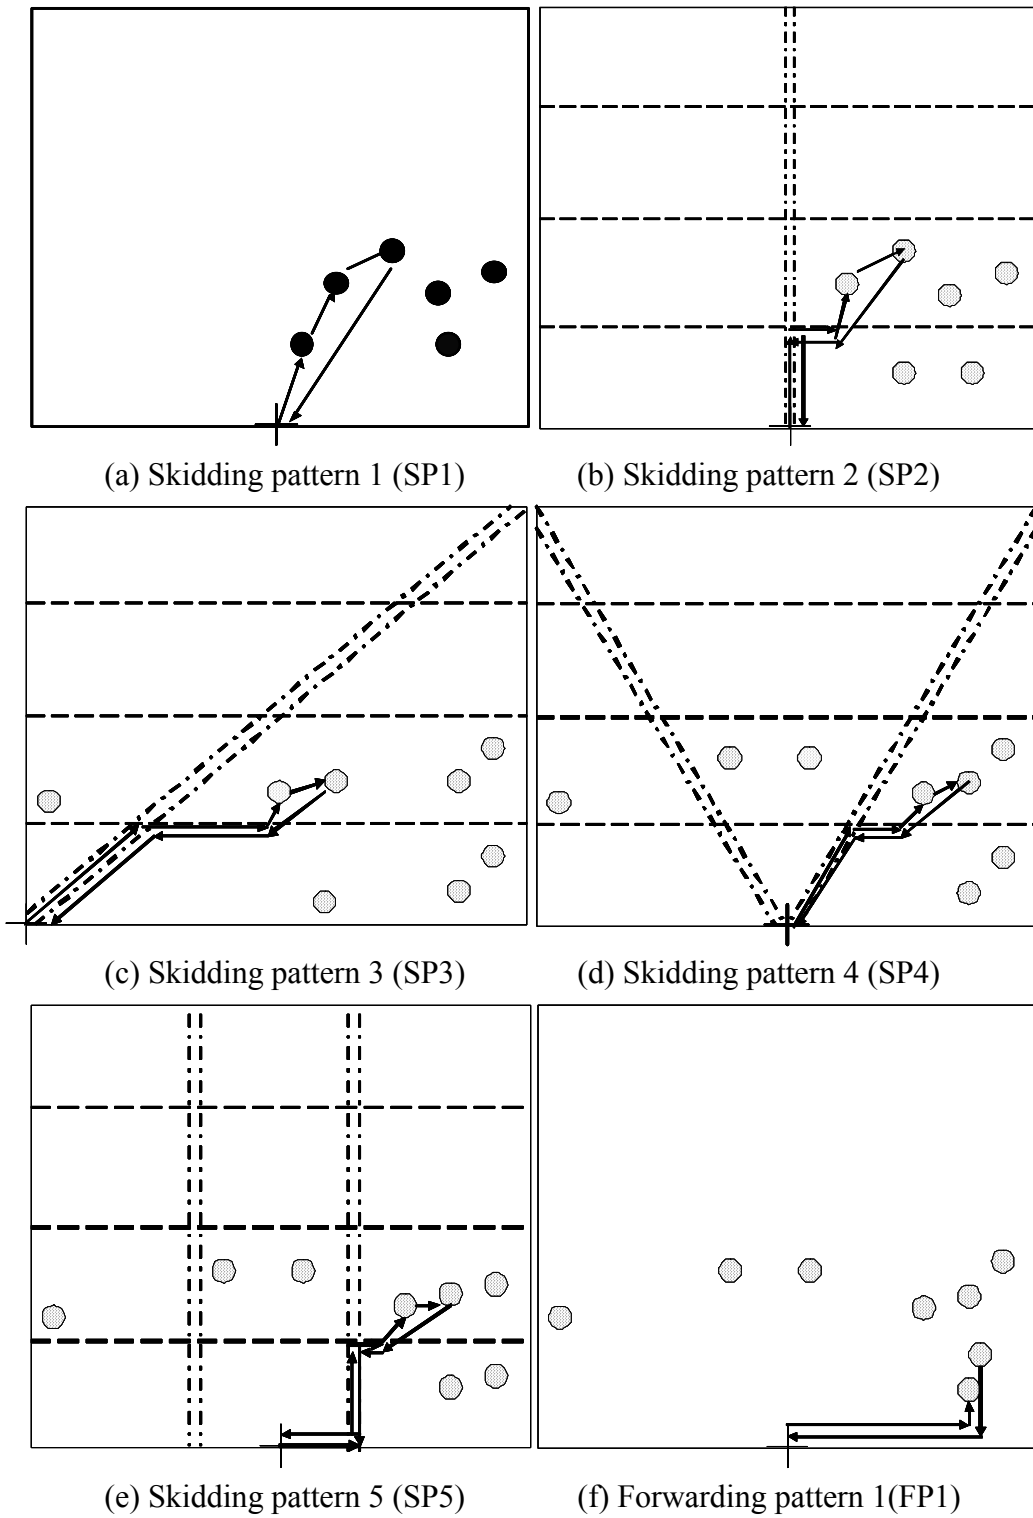 (a) Skidding pattern 1 (SP1)
(b) Skidding pattern 2 (SP2)
(c) Skidding pattern 3 (SP3)
(d) Skidding pattern 4 (SP4)
(e) Skidding pattern 5 (SP5)
(f) Forwarding pattern 1(FP1)